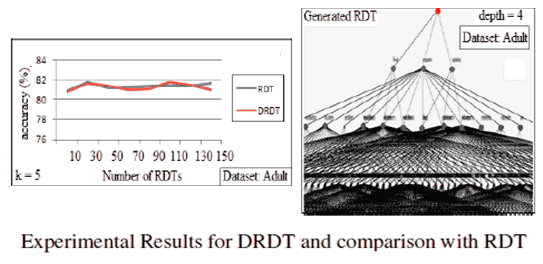 84
82
80
78
76
accuracy (%)
RDT
DRDT
10 30 50 70 90 110 130 150
k = 5
Number of RDTs
Dataset: Adult
Generated RDT
depth = 4
Dataset: Adult
Experimental Results for DRDT and comparison with RDT